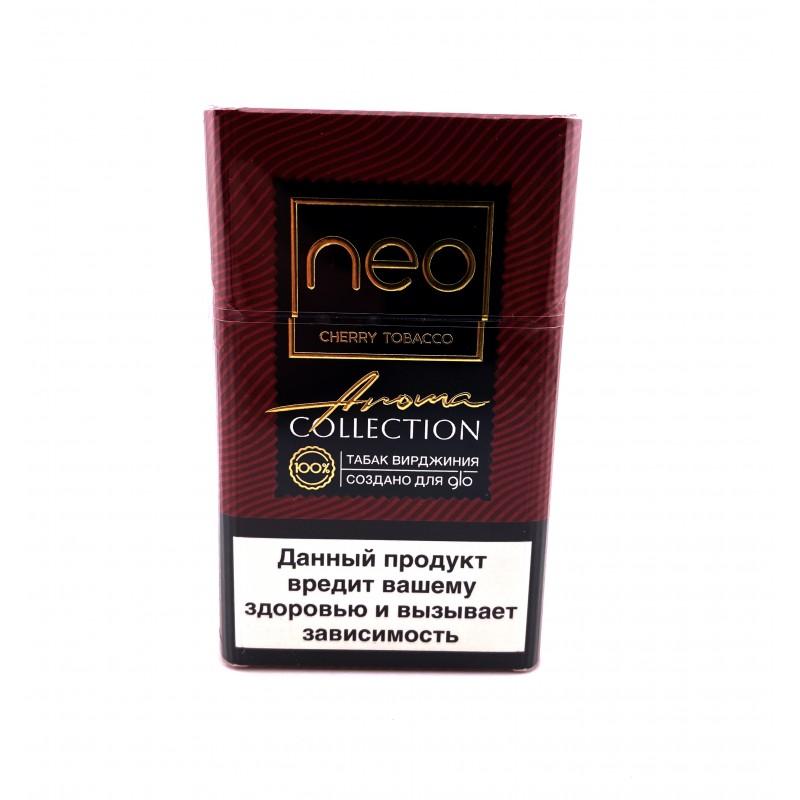 neo
CHERRY TOBACCO
Aroma
COLLECTION
100%
ТАБАК ВИРДЖИНИЯ
СОЗДАНО ДЛЯ glo
Данный продукт
вредит вашему
здоровью и вызывает
зависимость